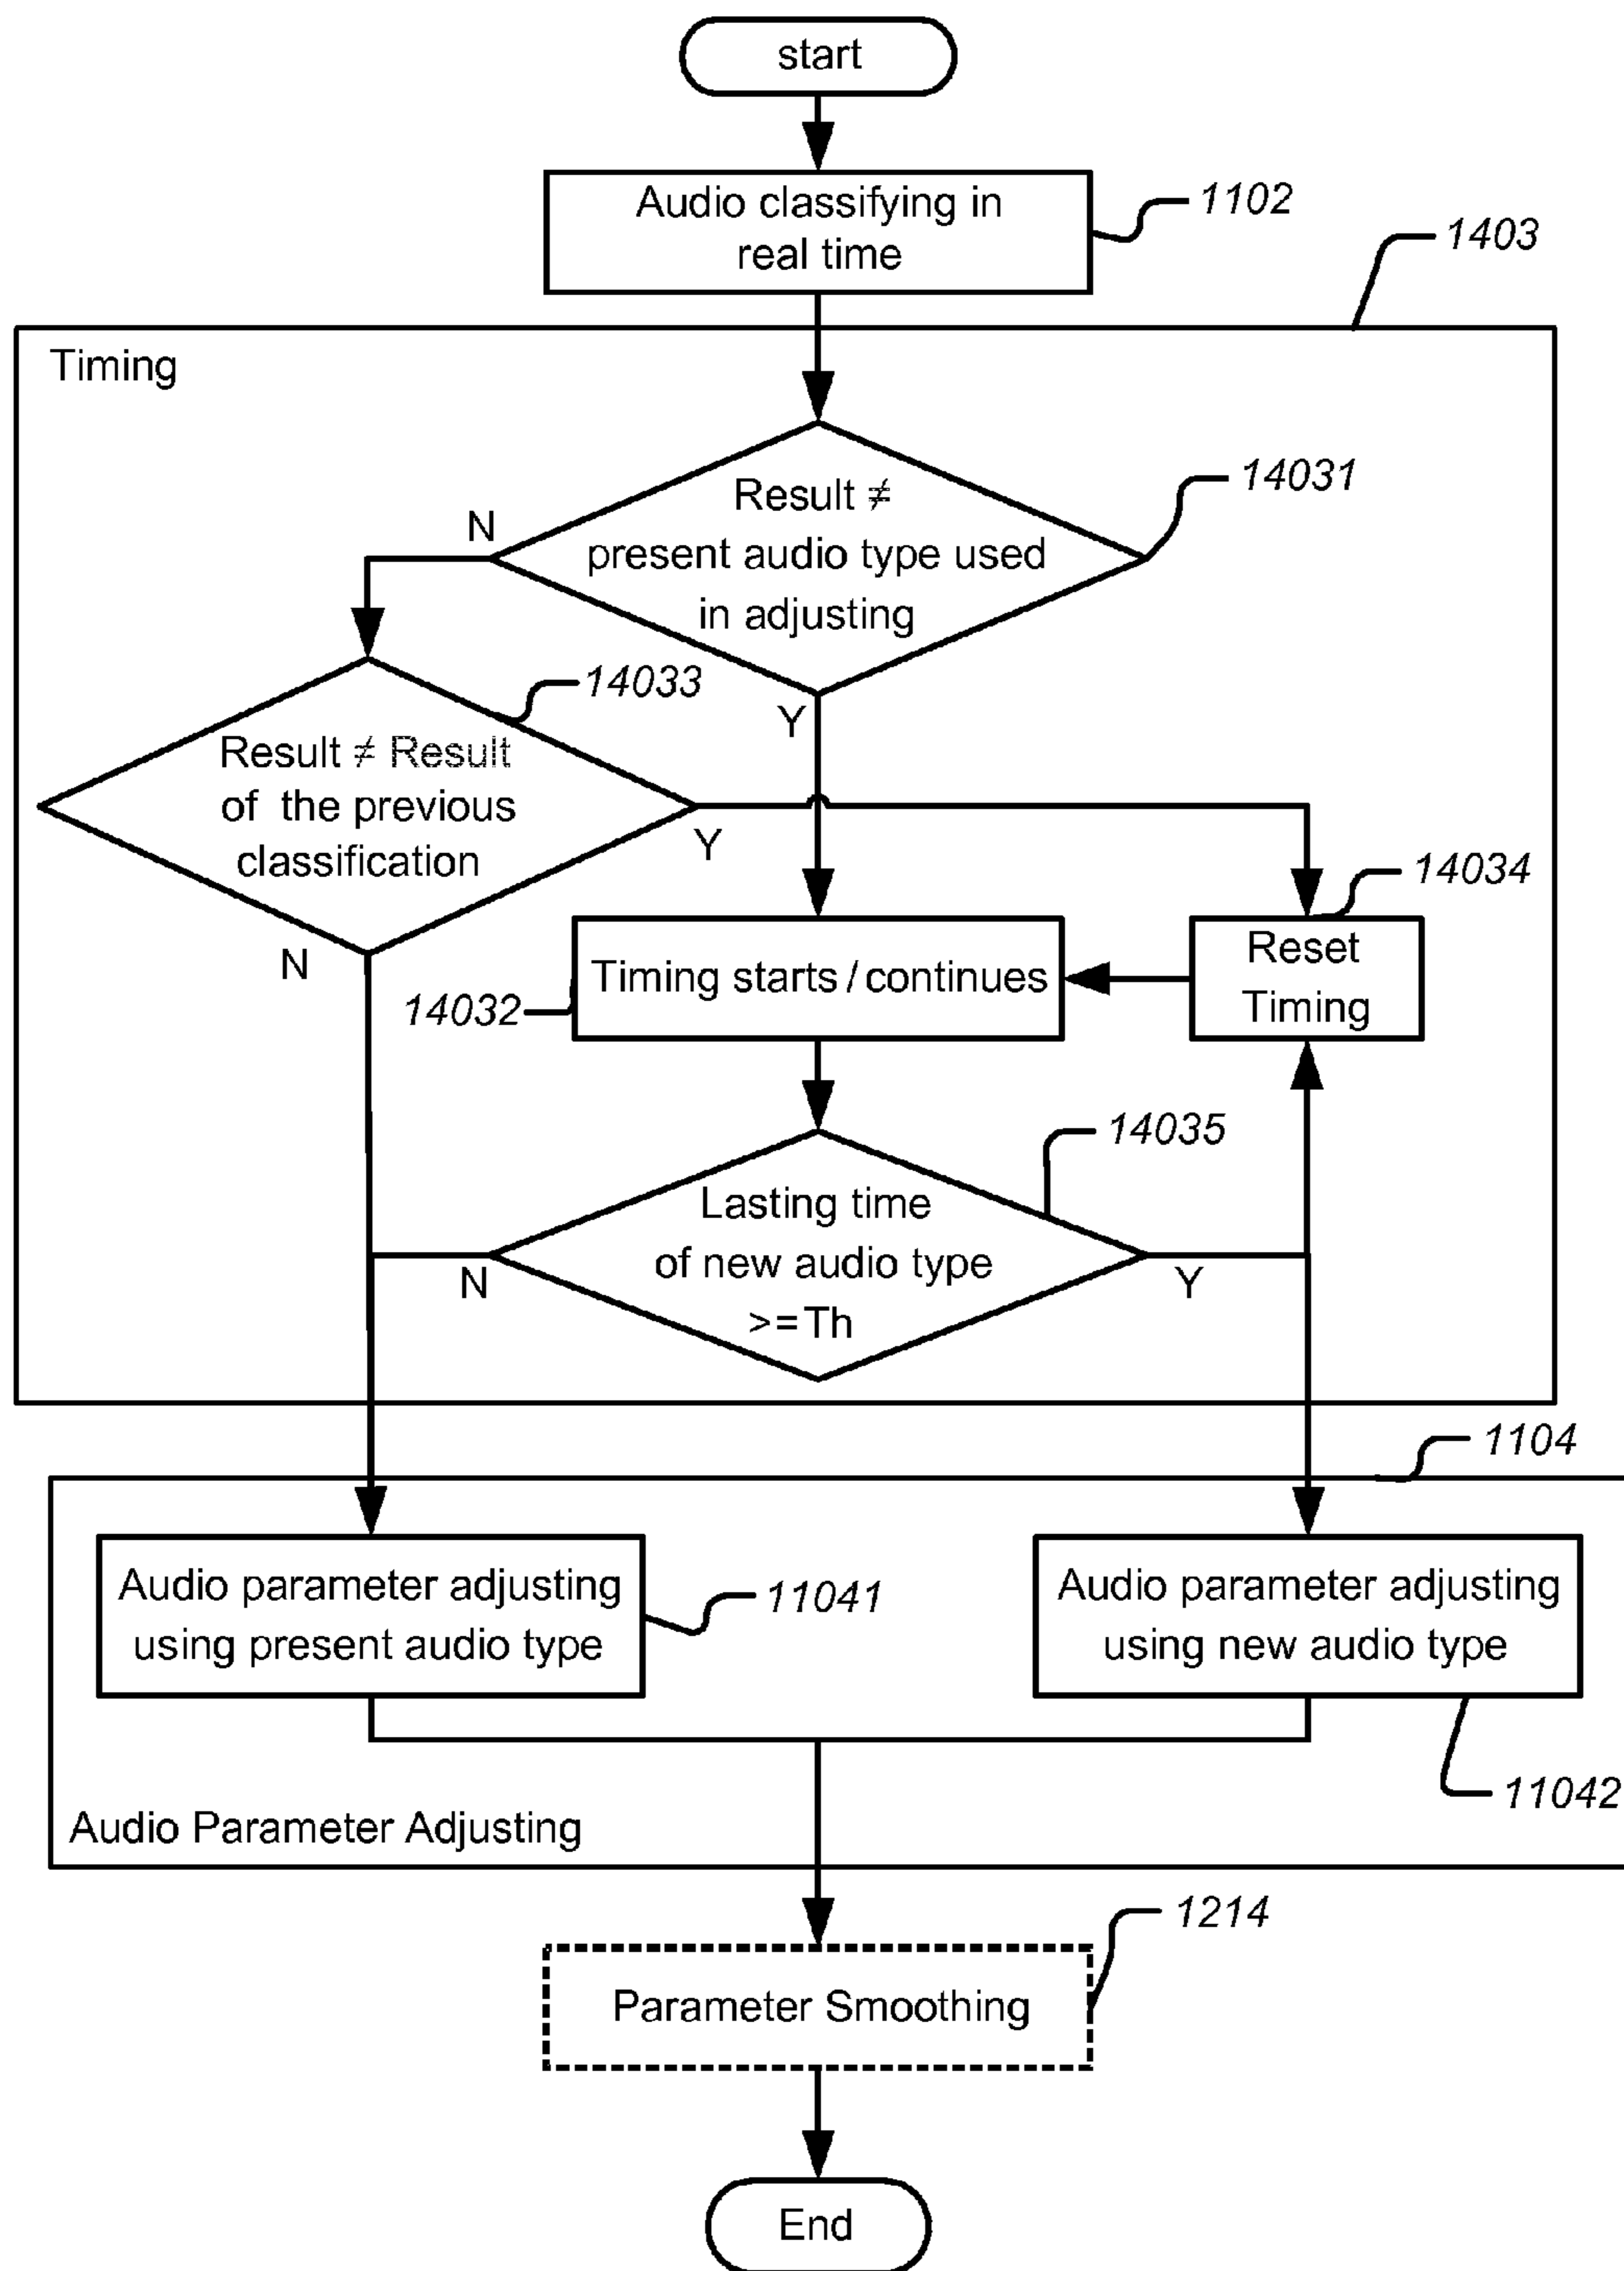 start
Audio classifying in
real time
1102
1403
Timing
Result ≠
present audio type used
in adjusting
14031
N
Y
14033
Result ≠ Result
of the previous
classification
Y
N
14034
Reset
Timing
Timing starts / continues
14032
14035
Lasting time
of new audio type
>=Th
N
Y
1104
Audio parameter adjusting
using present audio type
11041
Audio parameter adjusting
using new audio type
11042
Audio Parameter Adjusting
1214
Parameter Smoothing
End